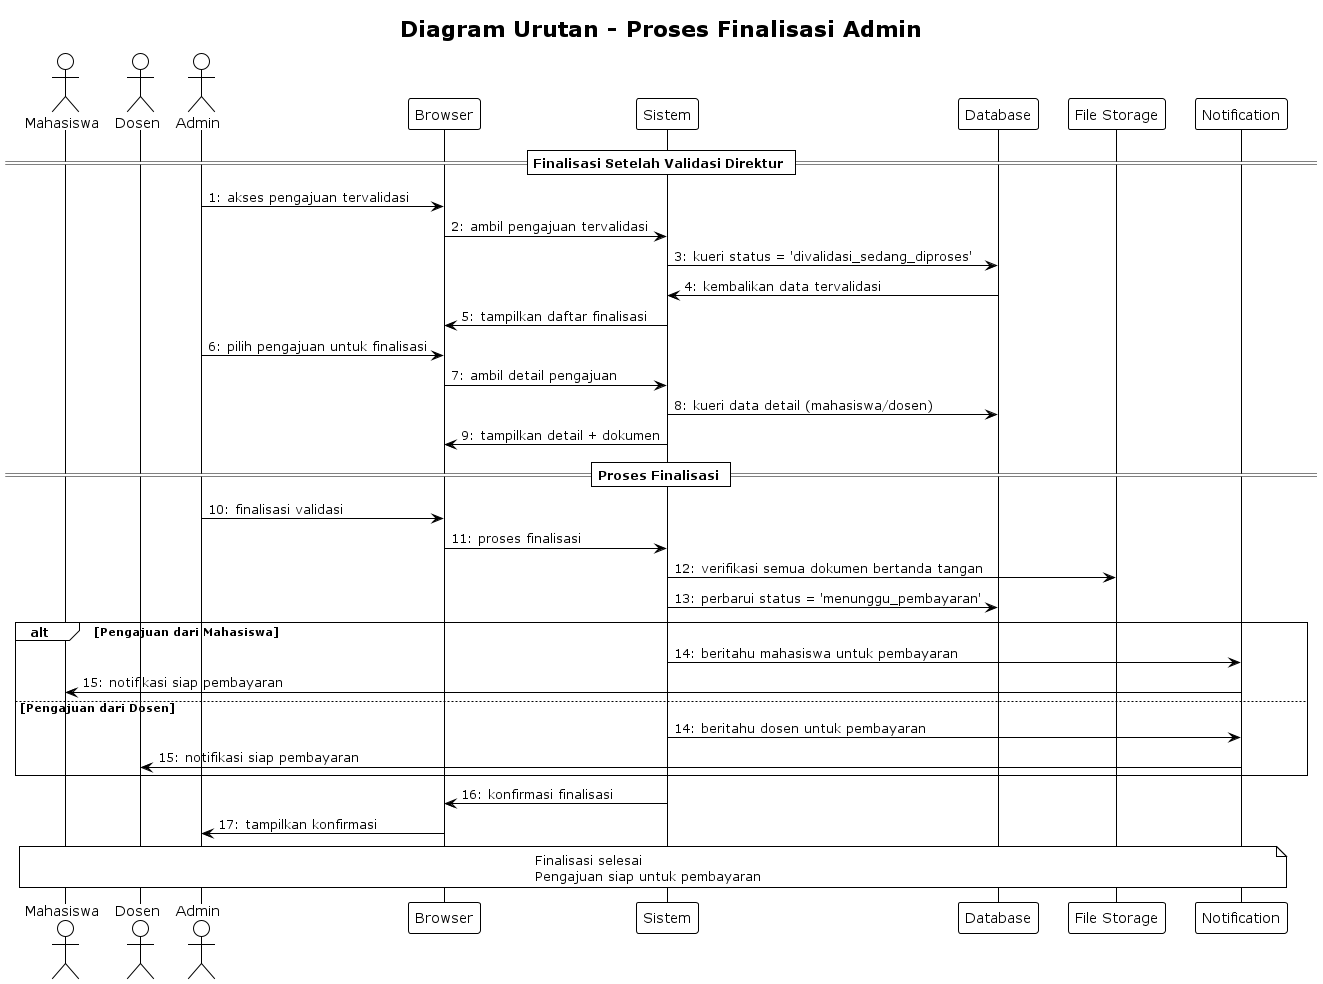 Diagram Urutan - Proses Finalisasi Admin
Mahasiswa Dosen Admin Browser Sistem Database File Storage Notification
Finalisasi Setelah Validasi Direktur
1: akses pengajuan tervalidasi
2: ambil pengajuan tervalidasi
3: kueri status = 'divalidasi_sedang_diproses'
4: kembalikan data tervalidasi
5: tampilkan daftar finalisasi
6: pilih pengajuan untuk finalisasi
7: ambil detail pengajuan
8: kueri data detail (mahasiswa/dosen)
9: tampilkan detail + dokumen
Proses Finalisasi
10: finalisasi validasi
11: proses finalisasi
12: verifikasi semua dokumen bertanda tangan
13: perbarui status = 'menunggu_pembayaran'
alt [Pengajuan dari Mahasiswa]
14: beritahu mahasiswa untuk pembayaran
15: notifikasi siap pembayaran
[Pengajuan dari Dosen]
14: beritahu dosen untuk pembayaran
15: notifikasi siap pembayaran
16: konfirmasi finalisasi
17: tampilkan konfirmasi
Finalisasi selesai
Pengajuan siap untuk pembayaran
Mahasiswa Dosen Admin Browser Sistem Database File Storage Notification